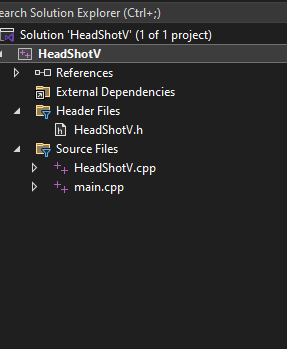 earch Solution Explorer (Ctrl+;)
Solution 'HeadShotV' (1 of 1 project)
HeadShotV
References
External Dependencies
Header Files
HeadShotV.h
Source Files
HeadShotV.cpp
main.cpp